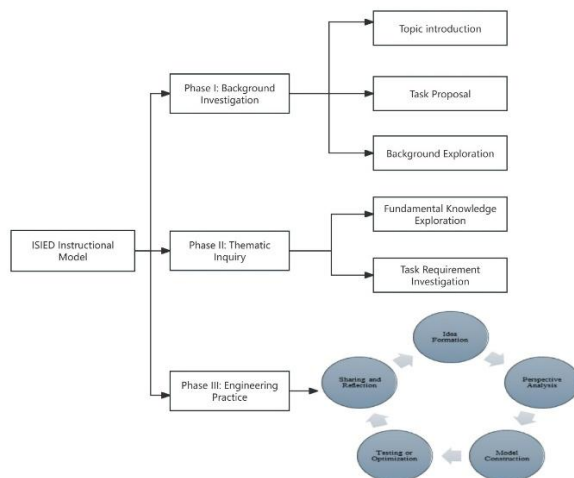 Topic introduction
Phase I: Background
Investigation
Task Proposal
Background Exploration
Fundamental Knowledge
Exploration
ISIED Instructional
Model
Phase II: Thematic
Inquiry
Task Requirement
Investigation
Idea
Formation
Phase III: Engineering
Practice
Sharing and
Reflection
Perspective
Analysis
Testing or
Optimization
Model
Construction